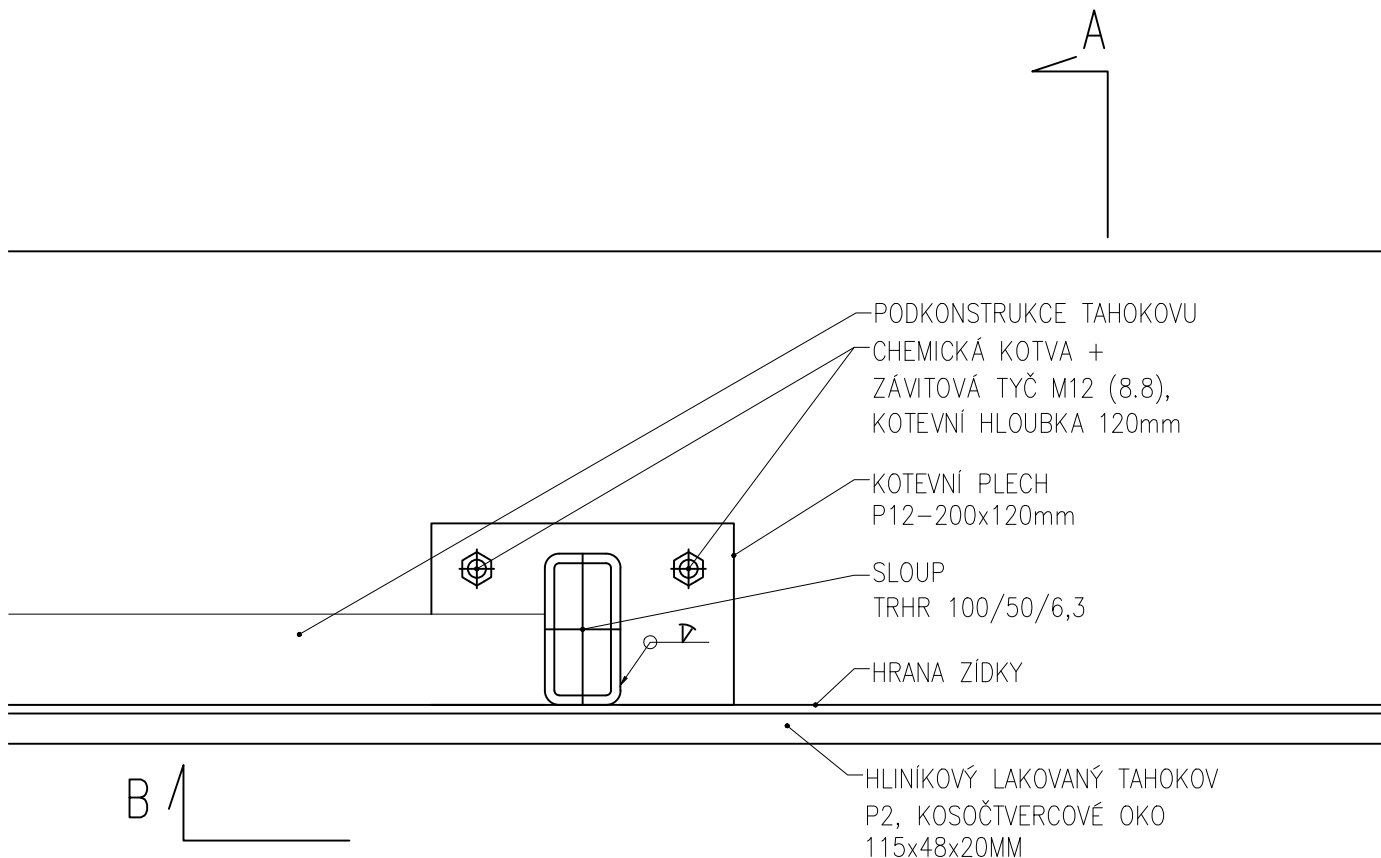 A
PODKONSTRUKCE TAHOKOVU
CHEMICKÁ KOTVA +
ZÁVITOVÁ TYČ M12 (8.8),
KOTEVNÍ HLOUBKA 120mm
KOTEVNÍ PLECH
P12-200x120mm
SLOUP
TRHR 100/50/6,3
HRANA ZÍDKY
B
HLINÍKOVÝ LAKOVANÝ TAHOKOV
P2, KOSOČTVERCOVÉ OKO
115x48x20MM